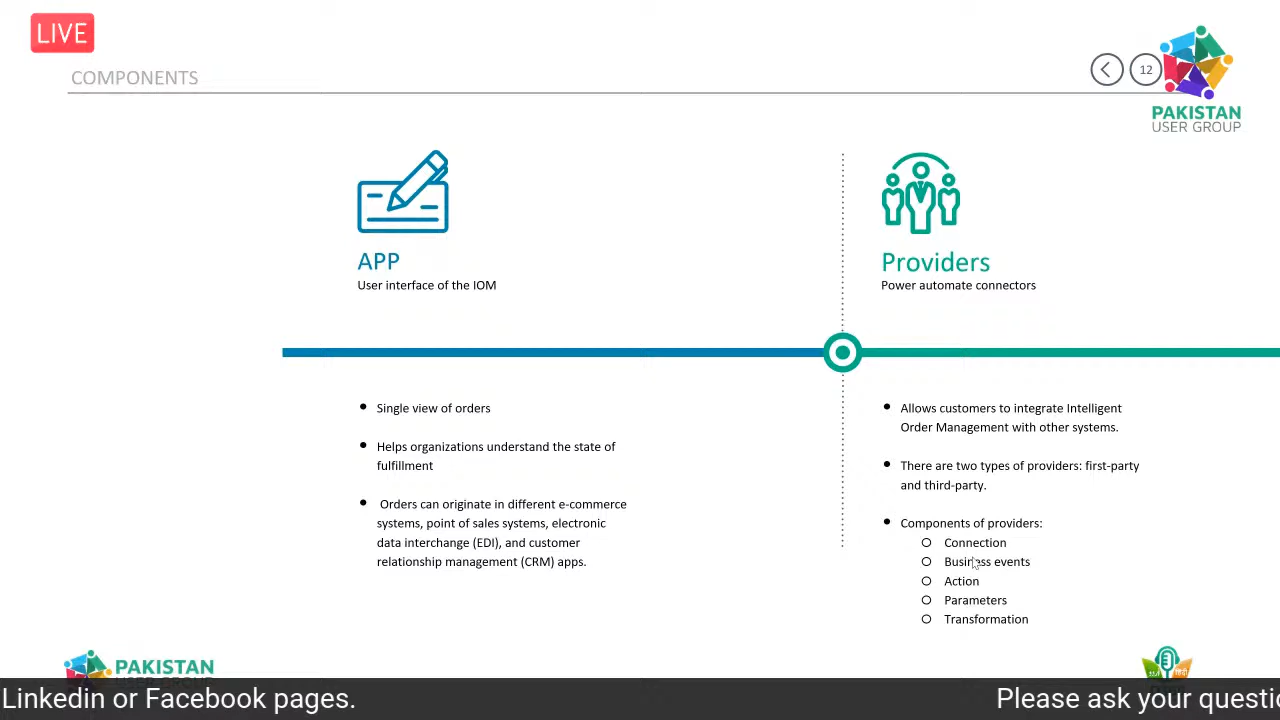 LIVE
COMPONENTS
12
PAKISTAN
USER GROUP
APP
User interface of the IOM
Providers
Power automate connectors
Single view of orders
Helps organizations understand the state of
fulfillment
Orders can originate in different e-commerce
systems, point of sales systems, electronic
data interchange (EDI), and customer
relationship management (CRM) apps.
Allows customers to integrate Intelligent
Order Management with other systems.
There are two types of providers: first-party
and third-party.
Components of providers:
Connection
Business events
Action
Parameters
Transformation
PAKISTAN
Linkedin or Facebook pages.
Please ask your questio